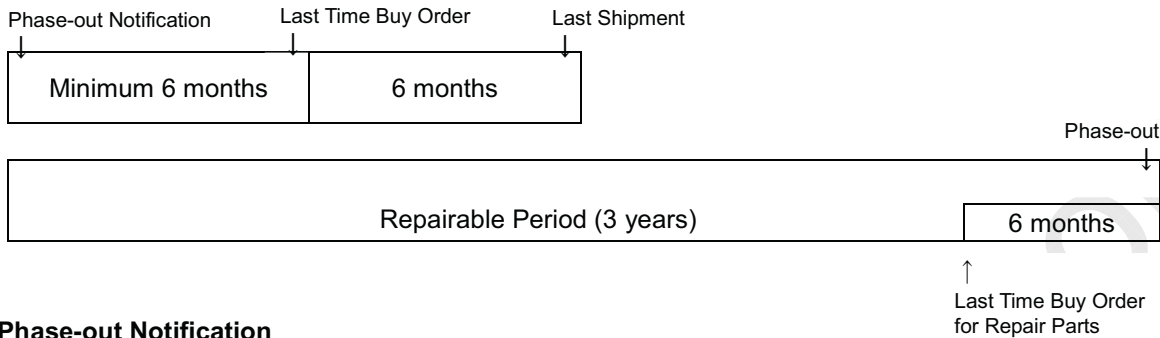 Phase-out Notification Last Time Buy Order Last Shipment
Minimum 6 months 6 months
Phase-out
Repairable Period (3 years) 6 months
Last Time Buy Order
for Repair Parts
Phase-out Notification